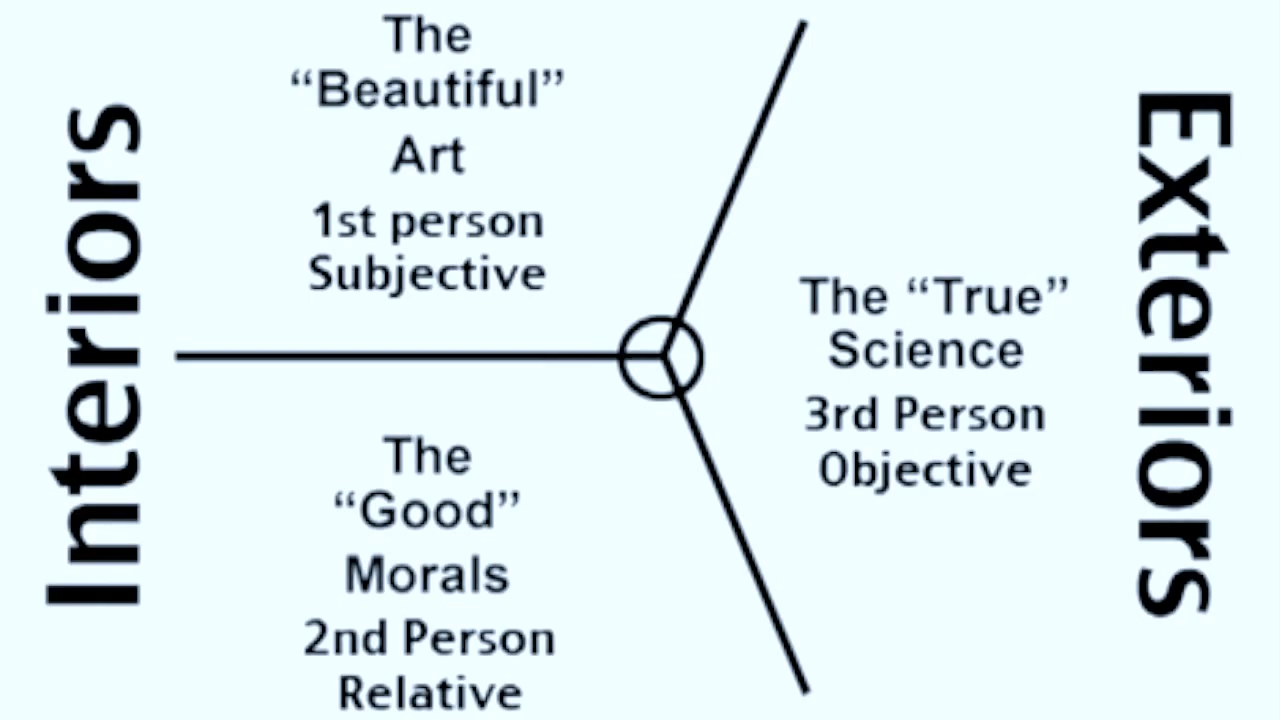 Interiors
The
“Beautiful”
Art
1st person
Subjective
The
“Good”
Morals
2nd Person
Relative
The “True”
Science
3rd Person
Objective
Exteriors